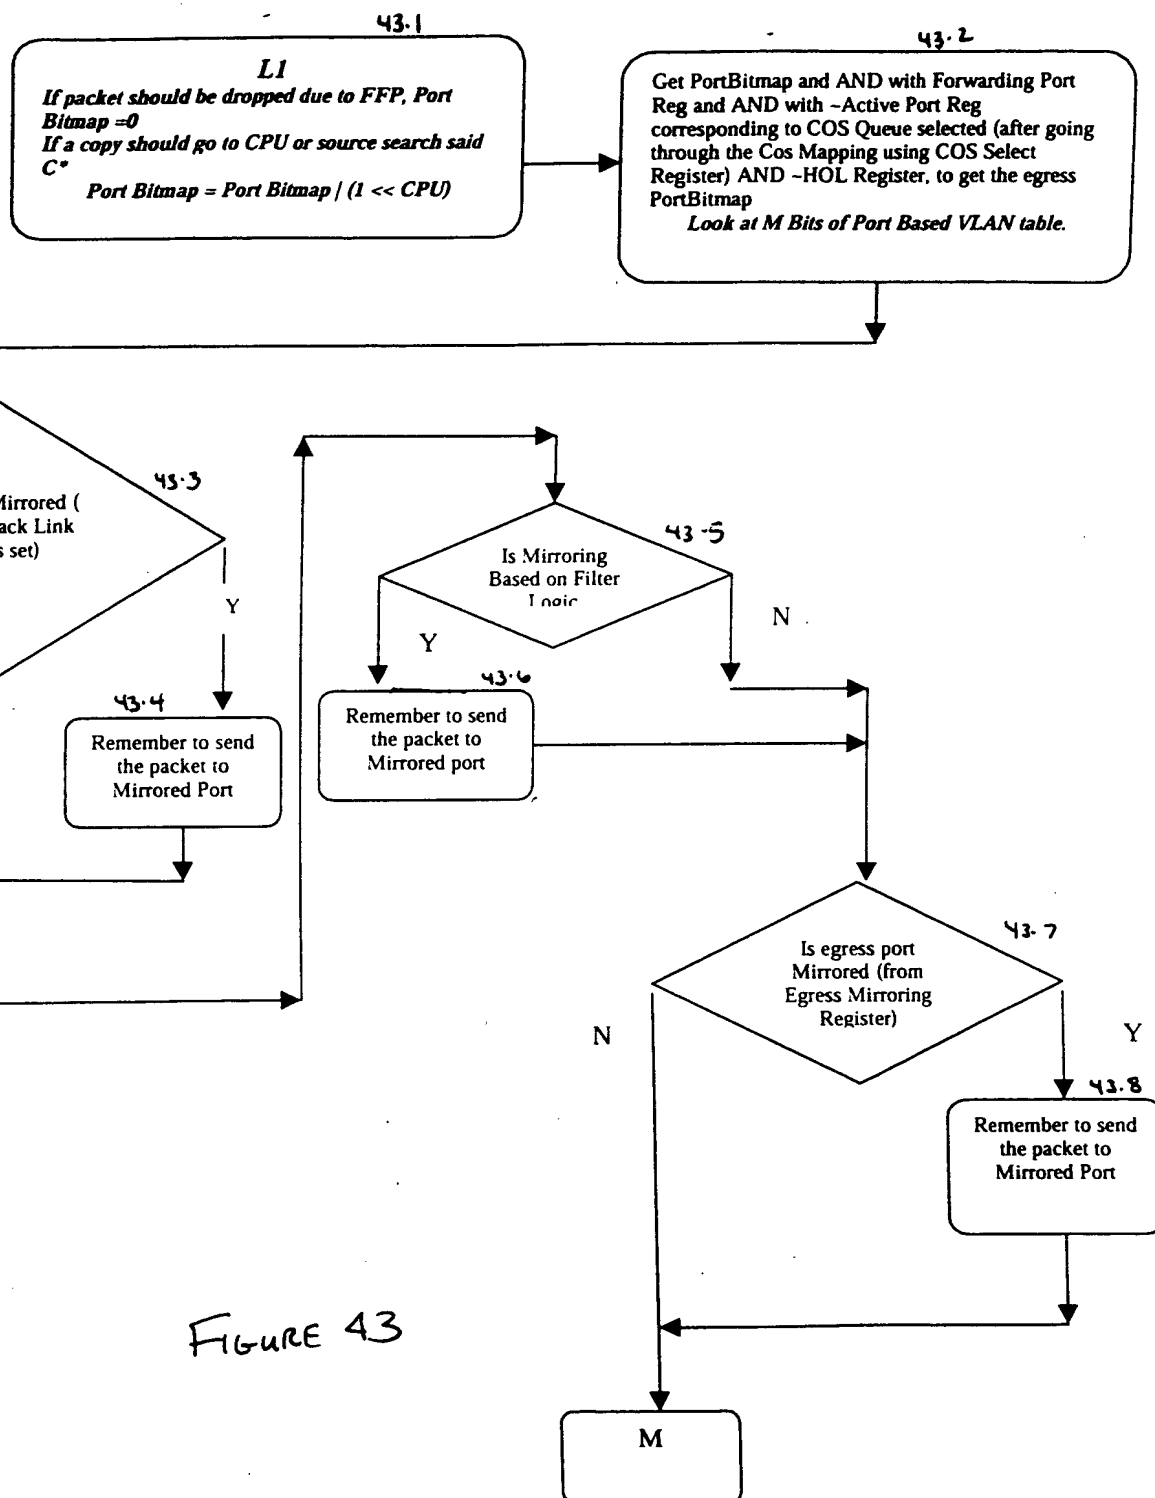 43.1
L1
If packet should be dropped due to FFP, Port
Bitmap =0
If a copy should go to CPU or source search said
C*
Port Bitmap = Port Bitmap / (1 << CPU)
43.2
Get PortBitmap and AND with Forwarding Port
Reg and AND with ~Active Port Reg
corresponding to COS Queue selected (after going
through the Cos Mapping using COS Select
Register) AND ~HOL Register, to get the egress
PortBitmap
Look at M Bits of Port Based VLAN table.
43.3
Mirrored (
ack Link
s set)
Y
43.4
Remember to send
the packet to
Mirrored Port
43-5
Is Mirroring
Based on Filter
Logic
Y
N
43.6
Remember to send
the packet to
Mirrored port
43.7
Is egress port
Mirrored (from
Egress Mirroring
Register)
N
Y
43.8
Remember to send
the packet to
Mirrored Port
FIGURE 43
M